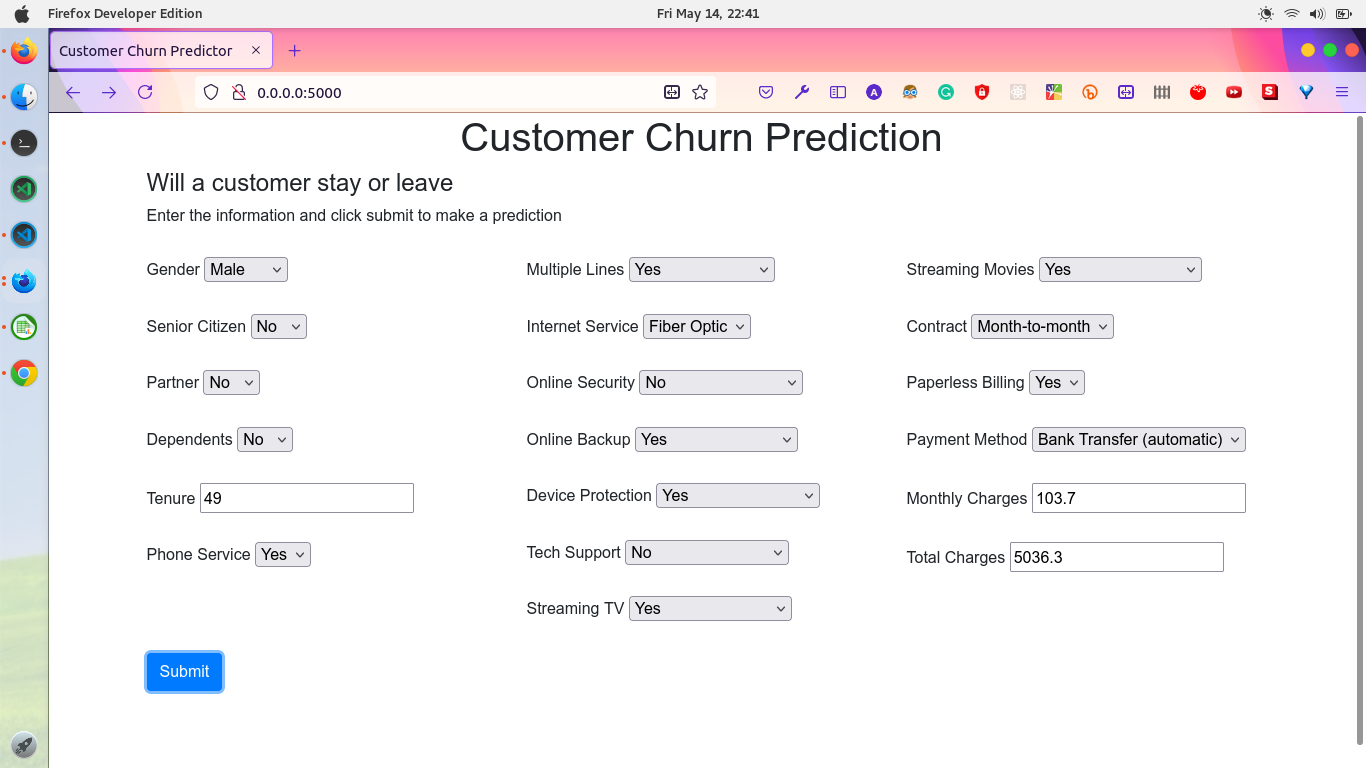 Firefox Developer Edition
Fri May 14, 22:41
Customer Churn Predictor
0.0.0.0:5000
Customer Churn Prediction
Will a customer stay or leave
Enter the information and click submit to make a prediction
Gender Male
Senior Citizen No
Partner No
Dependents No
Tenure 49
Phone Service Yes
Multiple Lines Yes
Internet Service Fiber Optic
Online Security No
Online Backup Yes
Device Protection Yes
Tech Support No
Streaming TV Yes
Streaming Movies Yes
Contract Month-to-month
Paperless Billing Yes
Payment Method Bank Transfer (automatic)
Monthly Charges 103.7
Total Charges 5036.3
Submit